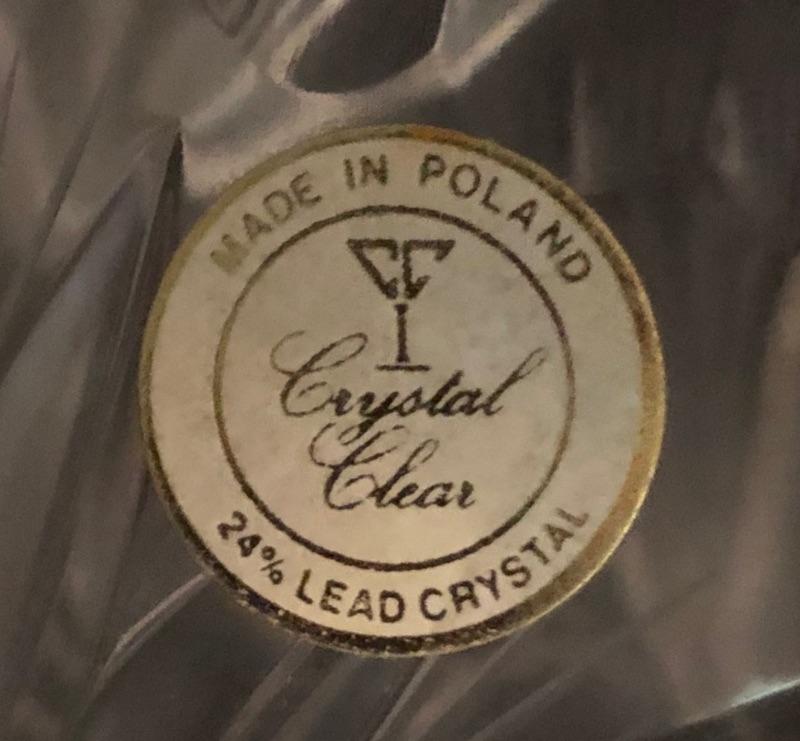 MADE IN POLAND
CC
I
Crystal
Clear
24% LEAD CRYSTAL